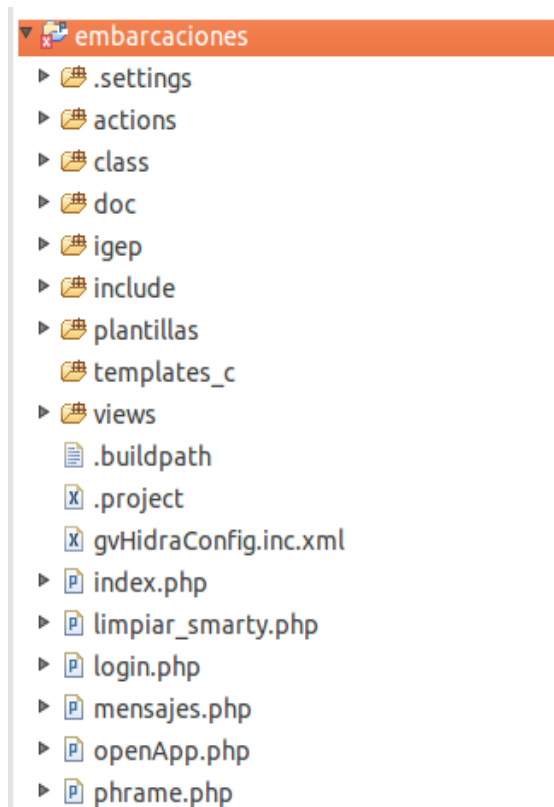 embarcaciones
.settings
actions
class
doc
igep
include
plantillas
templates_c
views
.buildpath
.project
gvHidraConfig.inc.xml
index.php
limpiar_smarty.php
login.php
mensajes.php
openApp.php
phrame.php